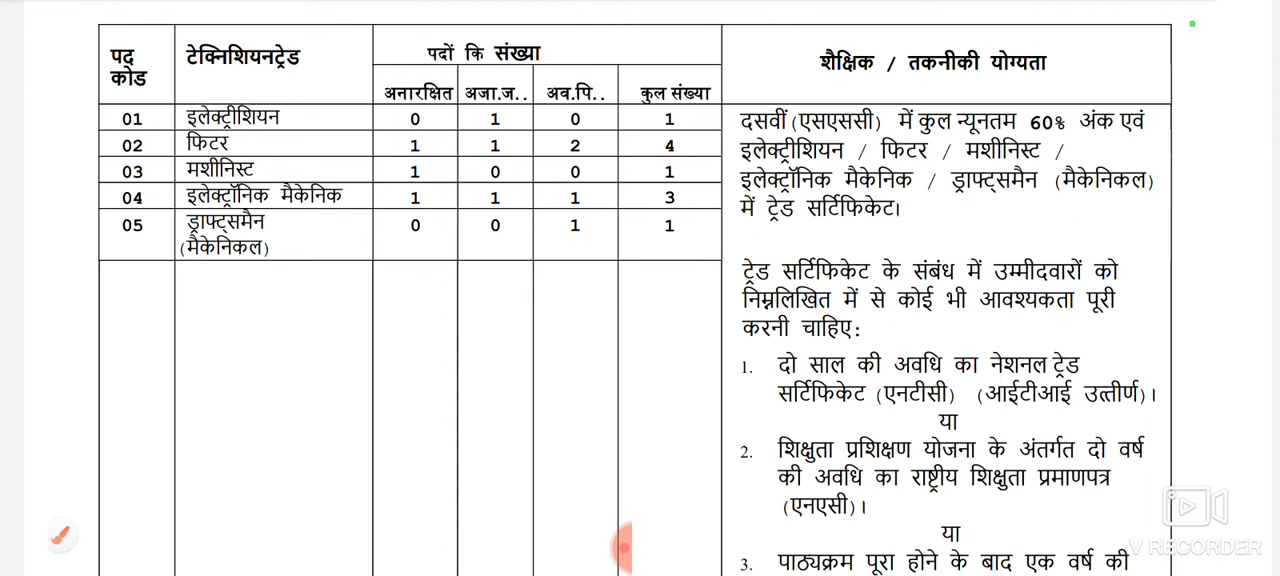 पद कोड
टेक्निशियनट्रेड
पदों कि संख्या
शैक्षिक / तकनीकी योग्यता
अनारक्षित अजा.ज.. अव.पि.. कुल संख्या
01 इलेक्ट्रीशियन 0 1 0 1
02 फिटर 1 1 2 4
03 मशीनिस्ट 1 0 0 1
04 इलेक्ट्रॉनिक मैकेनिक 1 1 1 3
05 ड्राफ्ट्समैन 0 0 1 1
(मैकेनिकल)
दसवीं (एसएससी) में कुल न्यूनतम 60% अंक एवं
इलेक्ट्रीशियन / फिटर / मशीनिस्ट /
इलेक्ट्रॉनिक मैकेनिक / ड्राफ्ट्समैन (मैकेनिकल)
में ट्रेड सर्टिफिकेट।
ट्रेड सर्टिफिकेट के संबंध में उम्मीदवारों को
निम्नलिखित में से कोई भी आवश्यकता पूरी
करनी चाहिए:
1. दो साल की अवधि का नेशनल ट्रेड
सर्टिफिकेट (एनटीसी) (आईटीआई उत्तीर्ण)।
या
2. शिक्षुता प्रशिक्षण योजना के अंतर्गत दो वर्ष
की अवधि का राष्ट्रीय शिक्षुता प्रमाणपत्र
(एनएसी)।
या
3. पाठ्यक्रम पूरा होने के बाद एक वर्ष की
V RECORDER